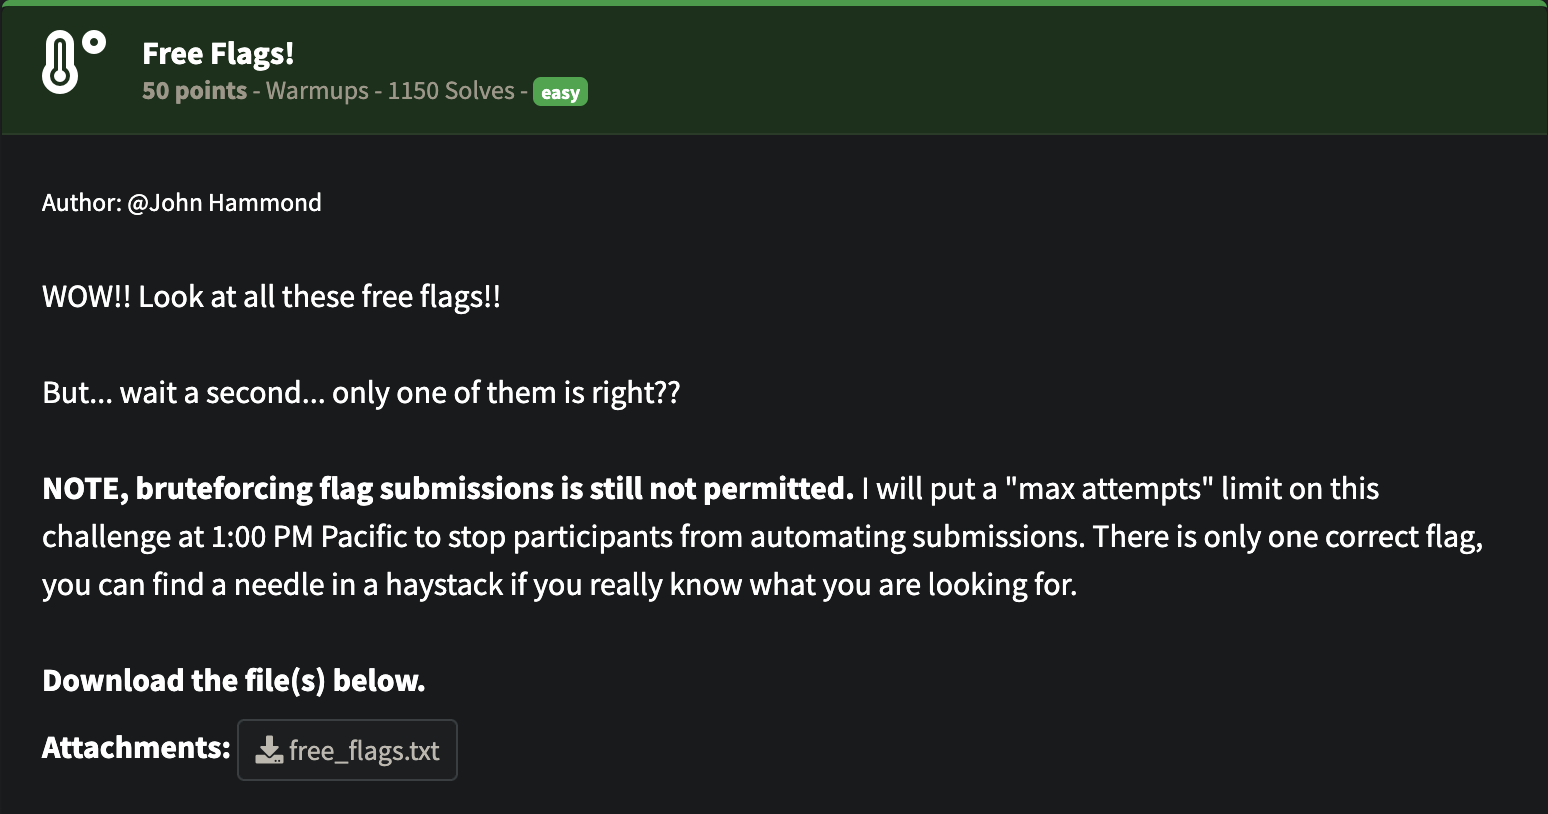 Free Flags!
50 points - Warmups - 1150 Solves - easy
Author: @John Hammond
WOW!! Look at all these free flags!!
But... wait a second... only one of them is right??
NOTE, bruteforcing flag submissions is still not permitted. I will put a "max attempts" limit on this
challenge at 1:00 PM Pacific to stop participants from automating submissions. There is only one correct flag,
you can find a needle in a haystack if you really know what you are looking for.
Download the file(s) below.
Attachments: free_flags.txt